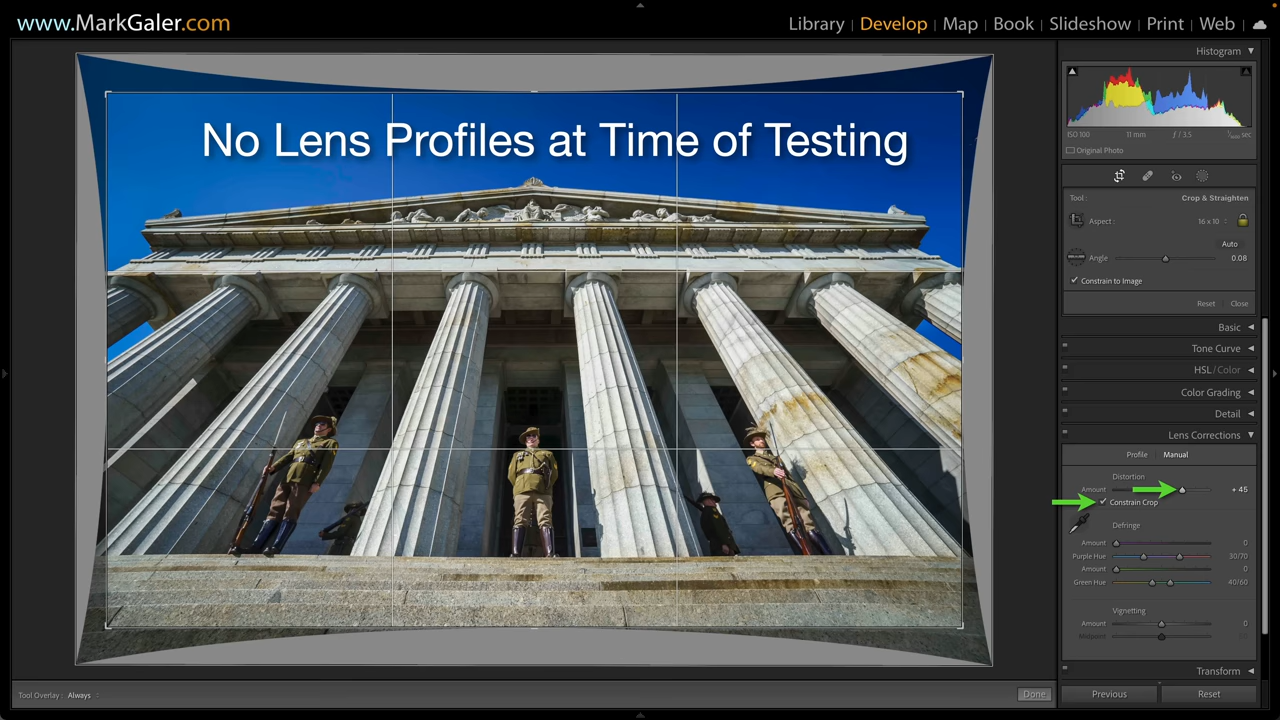 www.MarkGaler.com
Library | Develop | Map | Book | Slideshow | Print | Web
Histogram
ISO 100 11 mm ƒ / 3.5 sec
Original Photo
No Lens Profiles at Time of Testing
Tool : Crop & Straighten
Aspect : 16 x 10
Auto
Angle 0.08
Constrain to Image
Reset Close
Basic
Tone Curve
HSL / Color
Color Grading
Detail
Lens Corrections
Profile Manual
Distortion
Amount + 45
Constrain Crop
Defringe
Amount 0
Purple Hue 30/70
Amount 0
Green Hue 40/60
Vignetting
Amount 0
Midpoint
Transform
Tool Overlay : Always
Done
Previous Reset